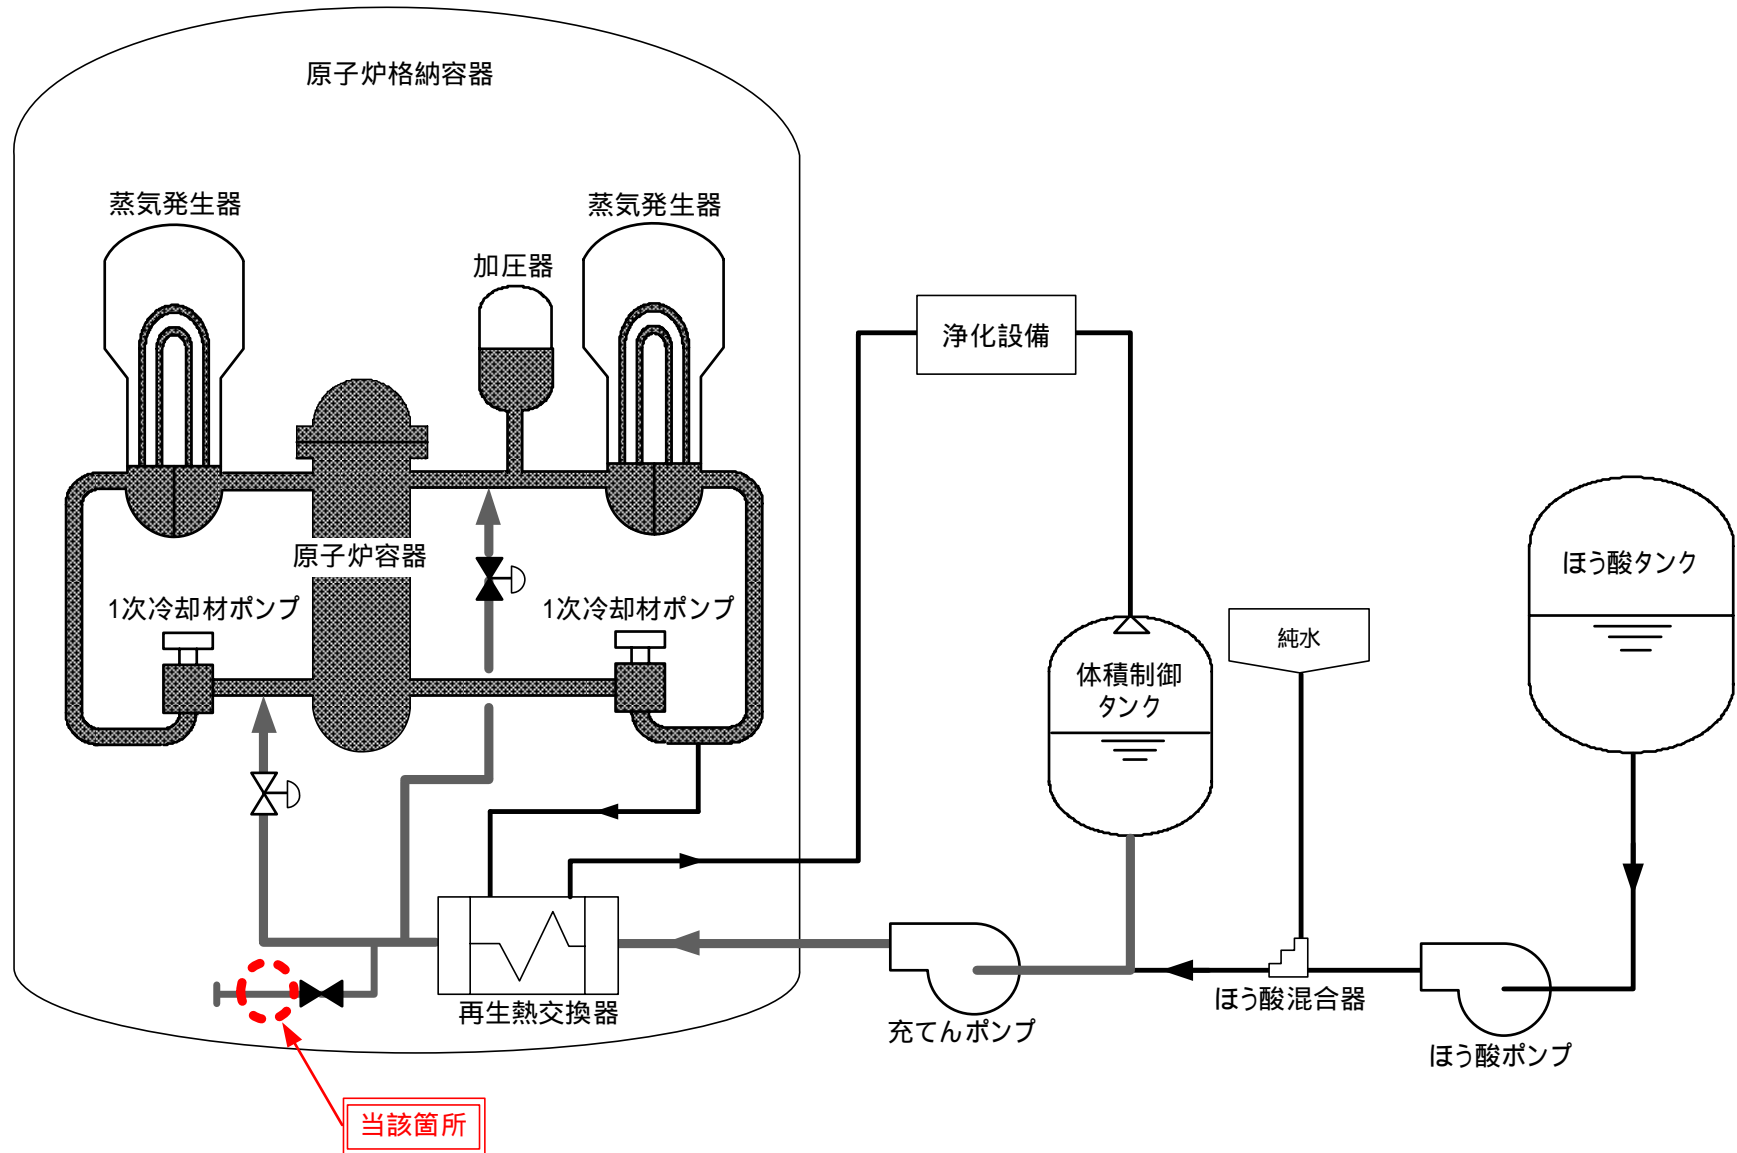 原子炉格納容器
蒸気発生器
蒸気発生器
加圧器
浄化設備
原子炉容器
ほう酸タンク
1次冷却材ポンプ
1次冷却材ポンプ
純水
体積制御
タンク
再生熱交換器
ほう酸混合器
充てんポンプ
ほう酸ポンプ
当該箇所